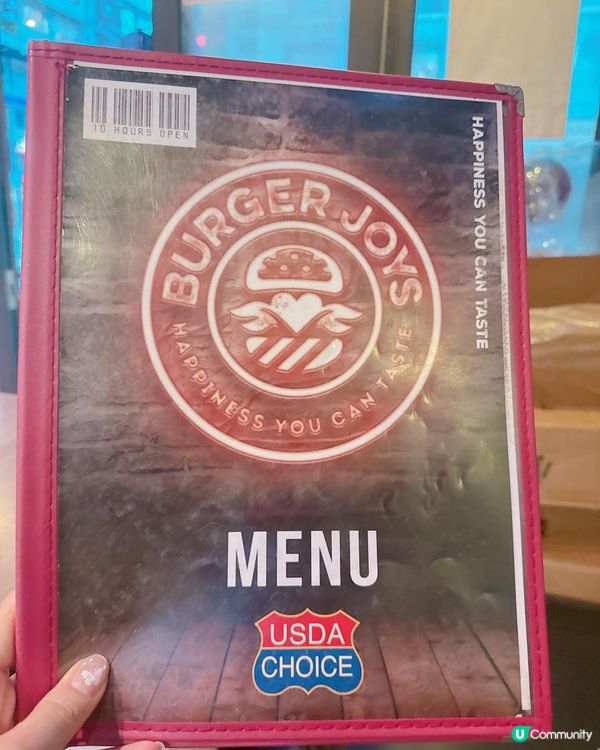 10 HOURS OPEN
HAPPINESS YOU CAN TASTE
BURGER JOYS
HAPPINESS YOU CAN TASTE
MENU
USDA
CHOICE
U Community